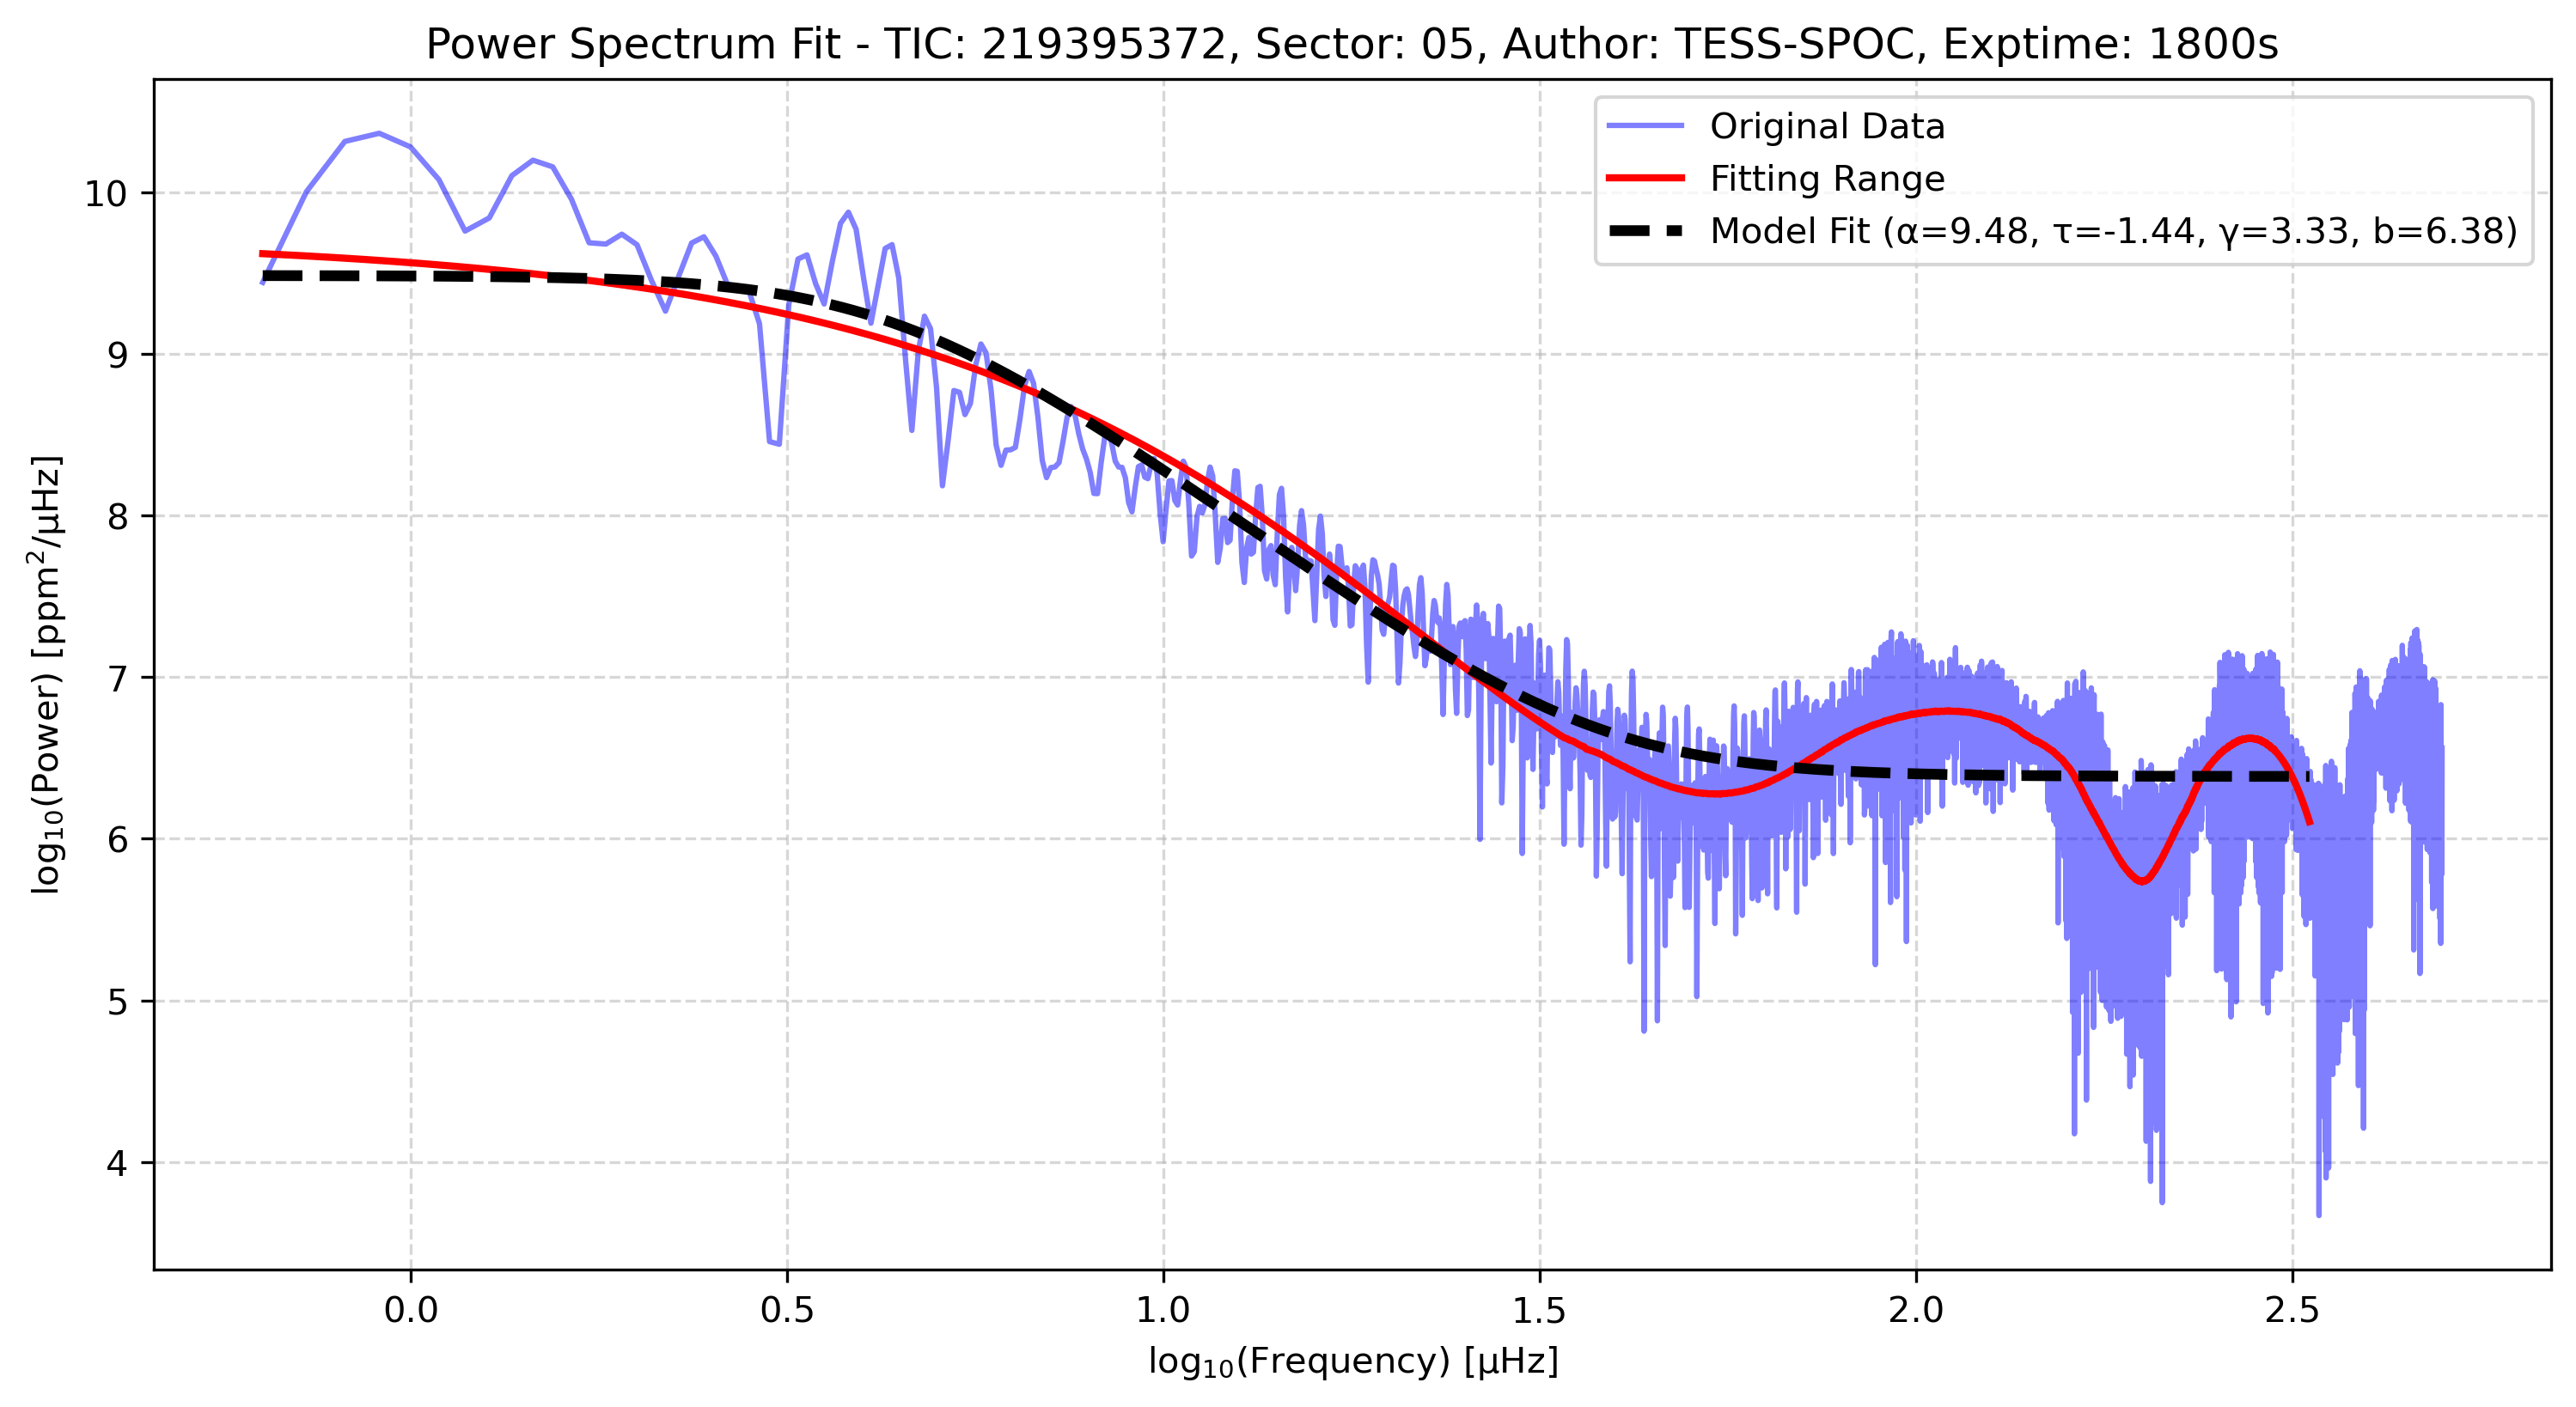 Power Spectrum Fit - TIC: 219395372, Sector: 05, Author: TESS-SPOC, Exptime: 1800s
Original Data
Fitting Range
Model Fit (α=9.48, τ=-1.44, γ=3.33, b=6.38)
log₁₀(Power) [ppm²/μHz]
10
9
8
7
6
5
4
0.0
0.5
1.0
1.5
2.0
2.5
log₁₀(Frequency) [μHz]